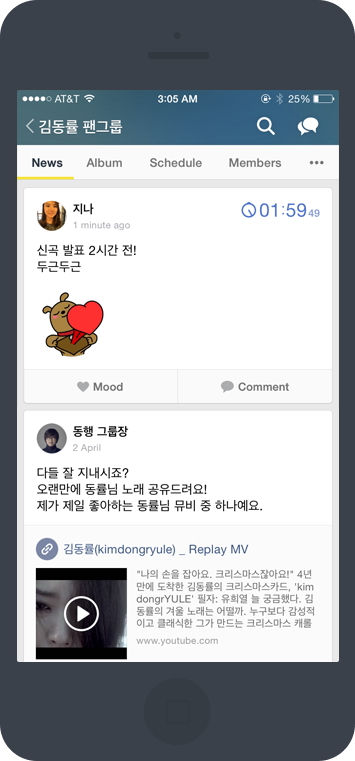 AT&T 3:05 AM 25%
김동률 팬그룹
News Album Schedule Members
지나 01:59 49
1 minute ago
신곡 발표 2시간 전!
두근두근
Mood Comment
동행 그룹장
2 April
다들 잘 지내시죠?
오랜만에 동률님 노래 공유드려요!
제가 제일 좋아하는 동률님 뮤비 중 하나예요.
김동률(kimdongryule) _ Replay MV
"나의 손을 잡아요. 크리스마스잖아요!" 4년
만에 도착한 김동률의 크리스마스카드, 'kim
dongrYULE' 필자: 유희열 늘 궁금했다. 김
동률의 겨울 노래는 어떨까. 누구보다 감성적
이고 클래식한 그가 만드는 크리스마스 캐롤
www.youtube.com